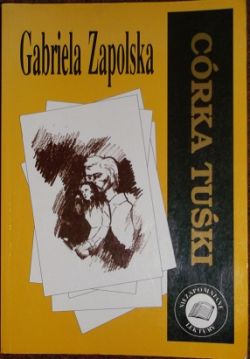 Gabriela Zapolska
CÓRKA TUŚKI
NIEZAPOMNIANE
LEKTURY